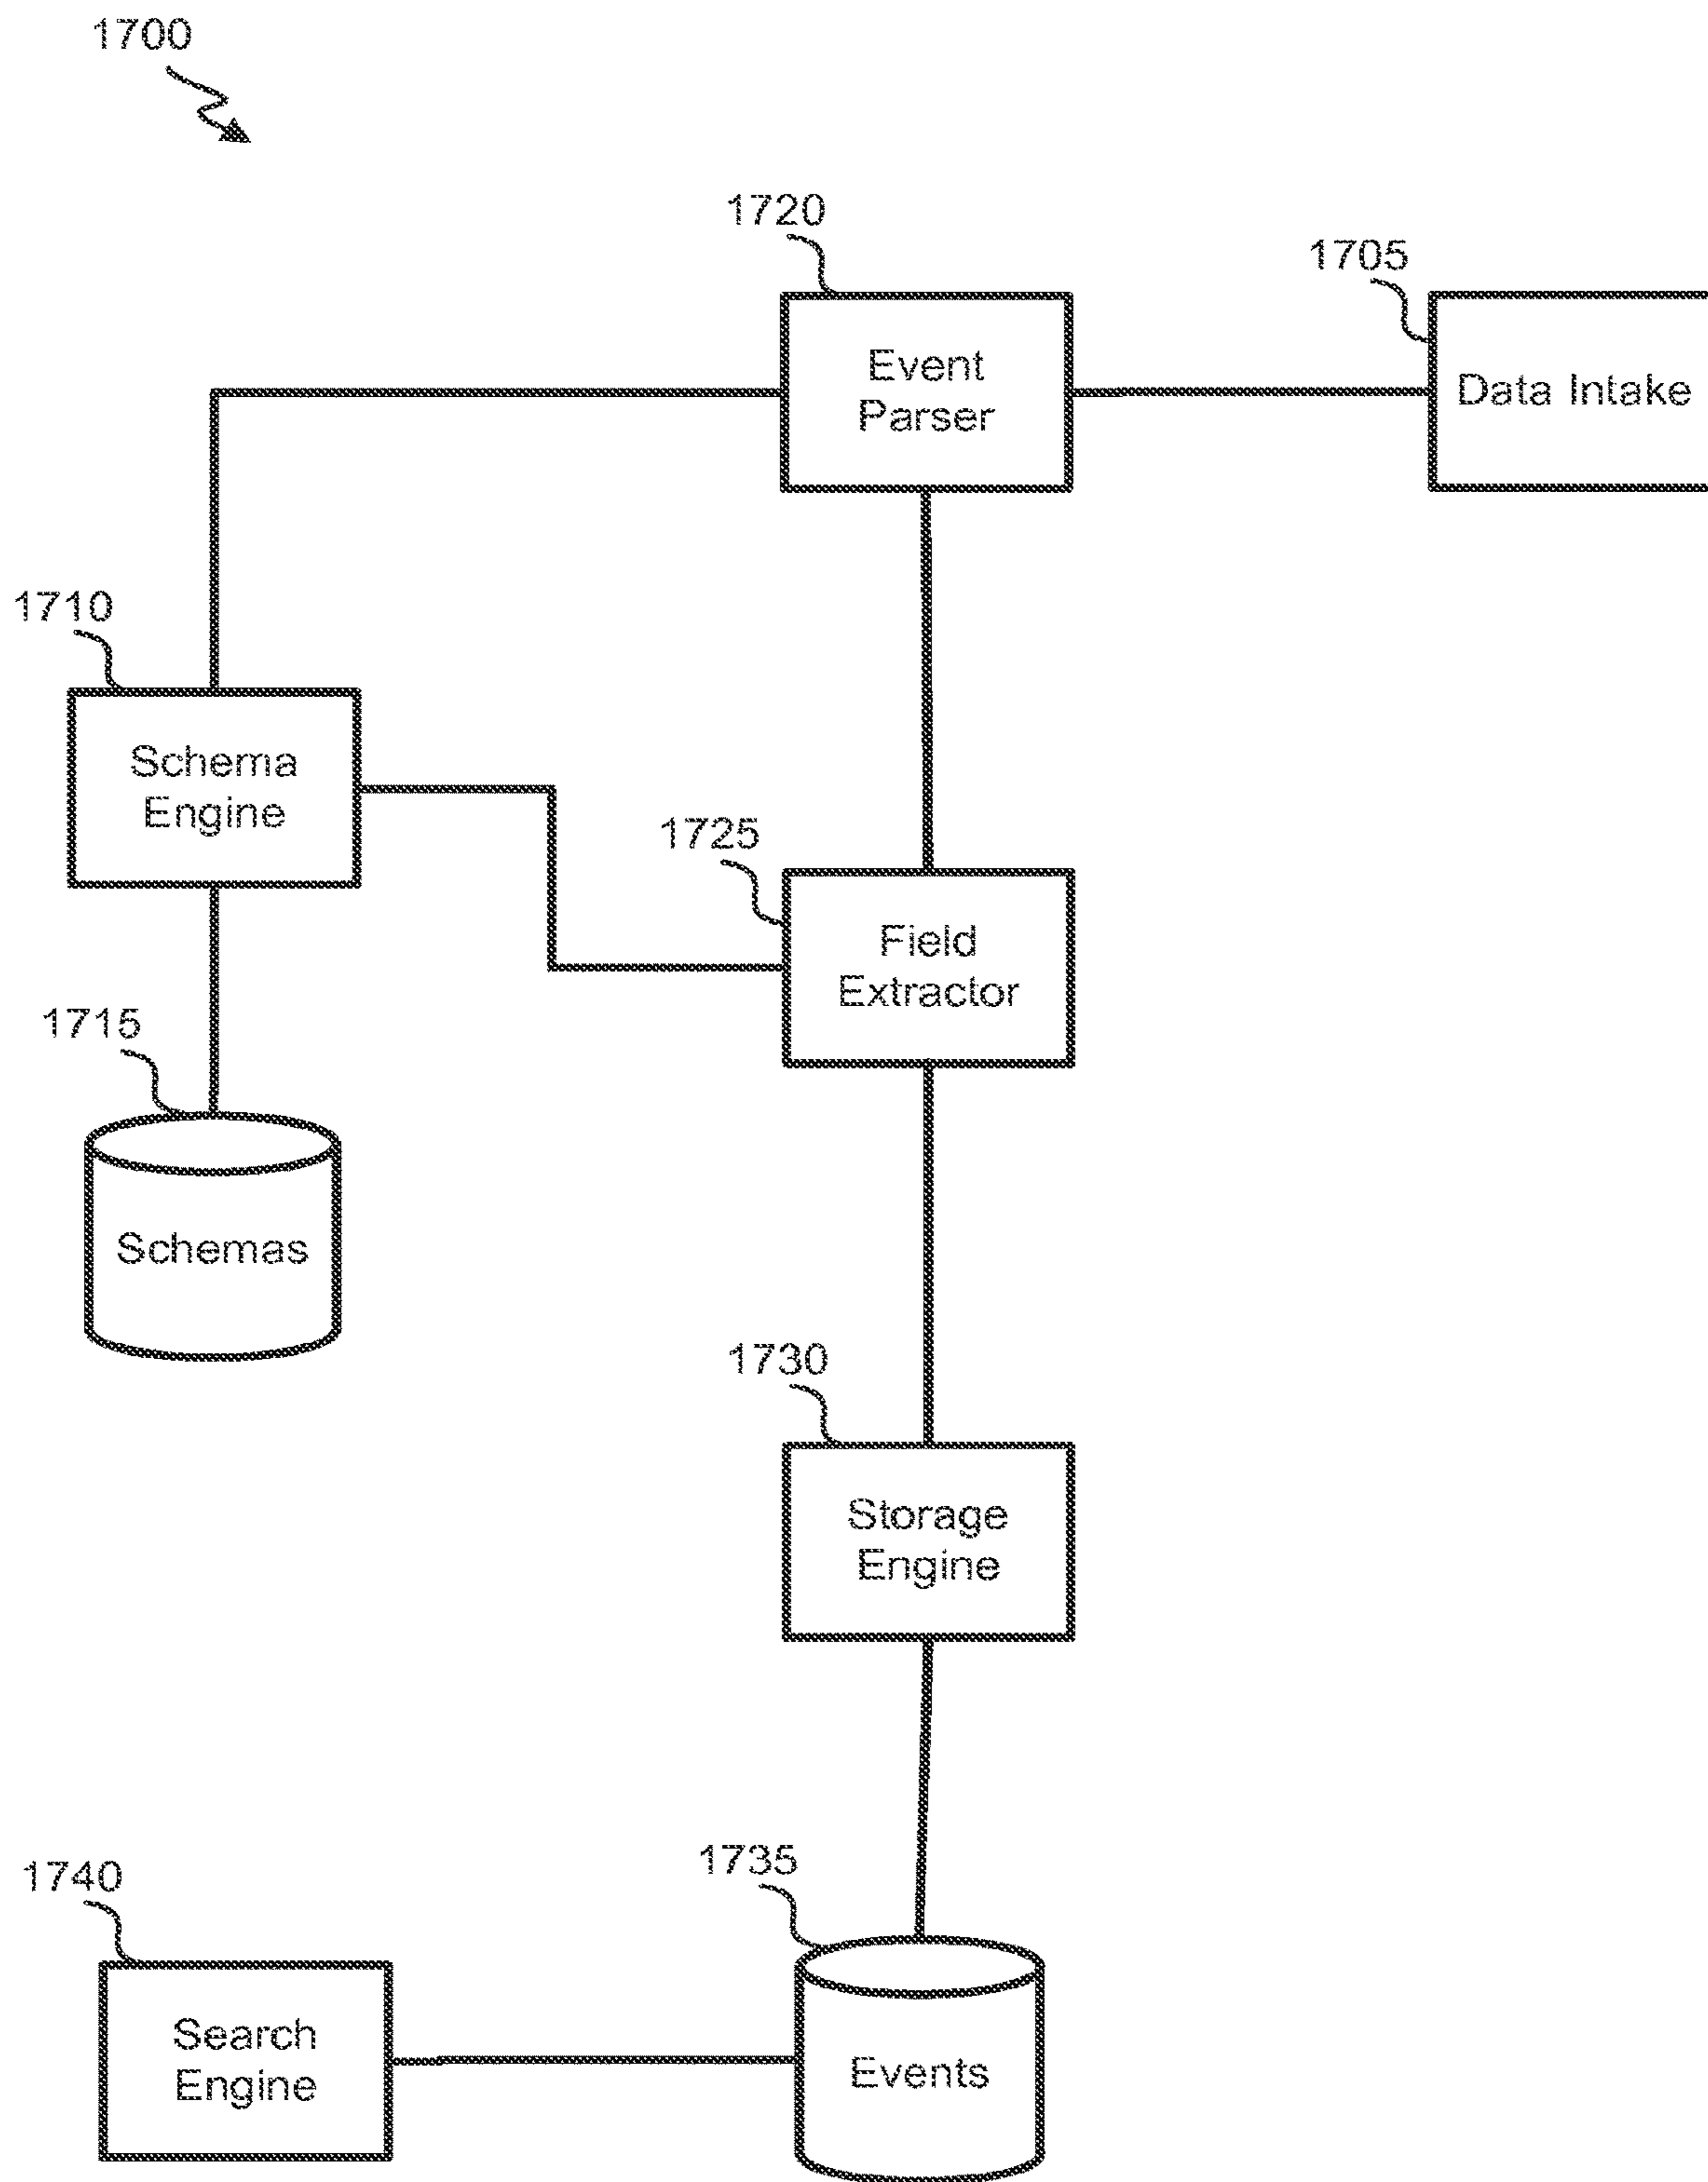 1700
1720
1705
Event
Parser
Data Intake
1710
Schema
Engine
1725
Field
Extractor
1715
Schemas
1730
Storage
Engine
1735
1740
Search
Engine
Events